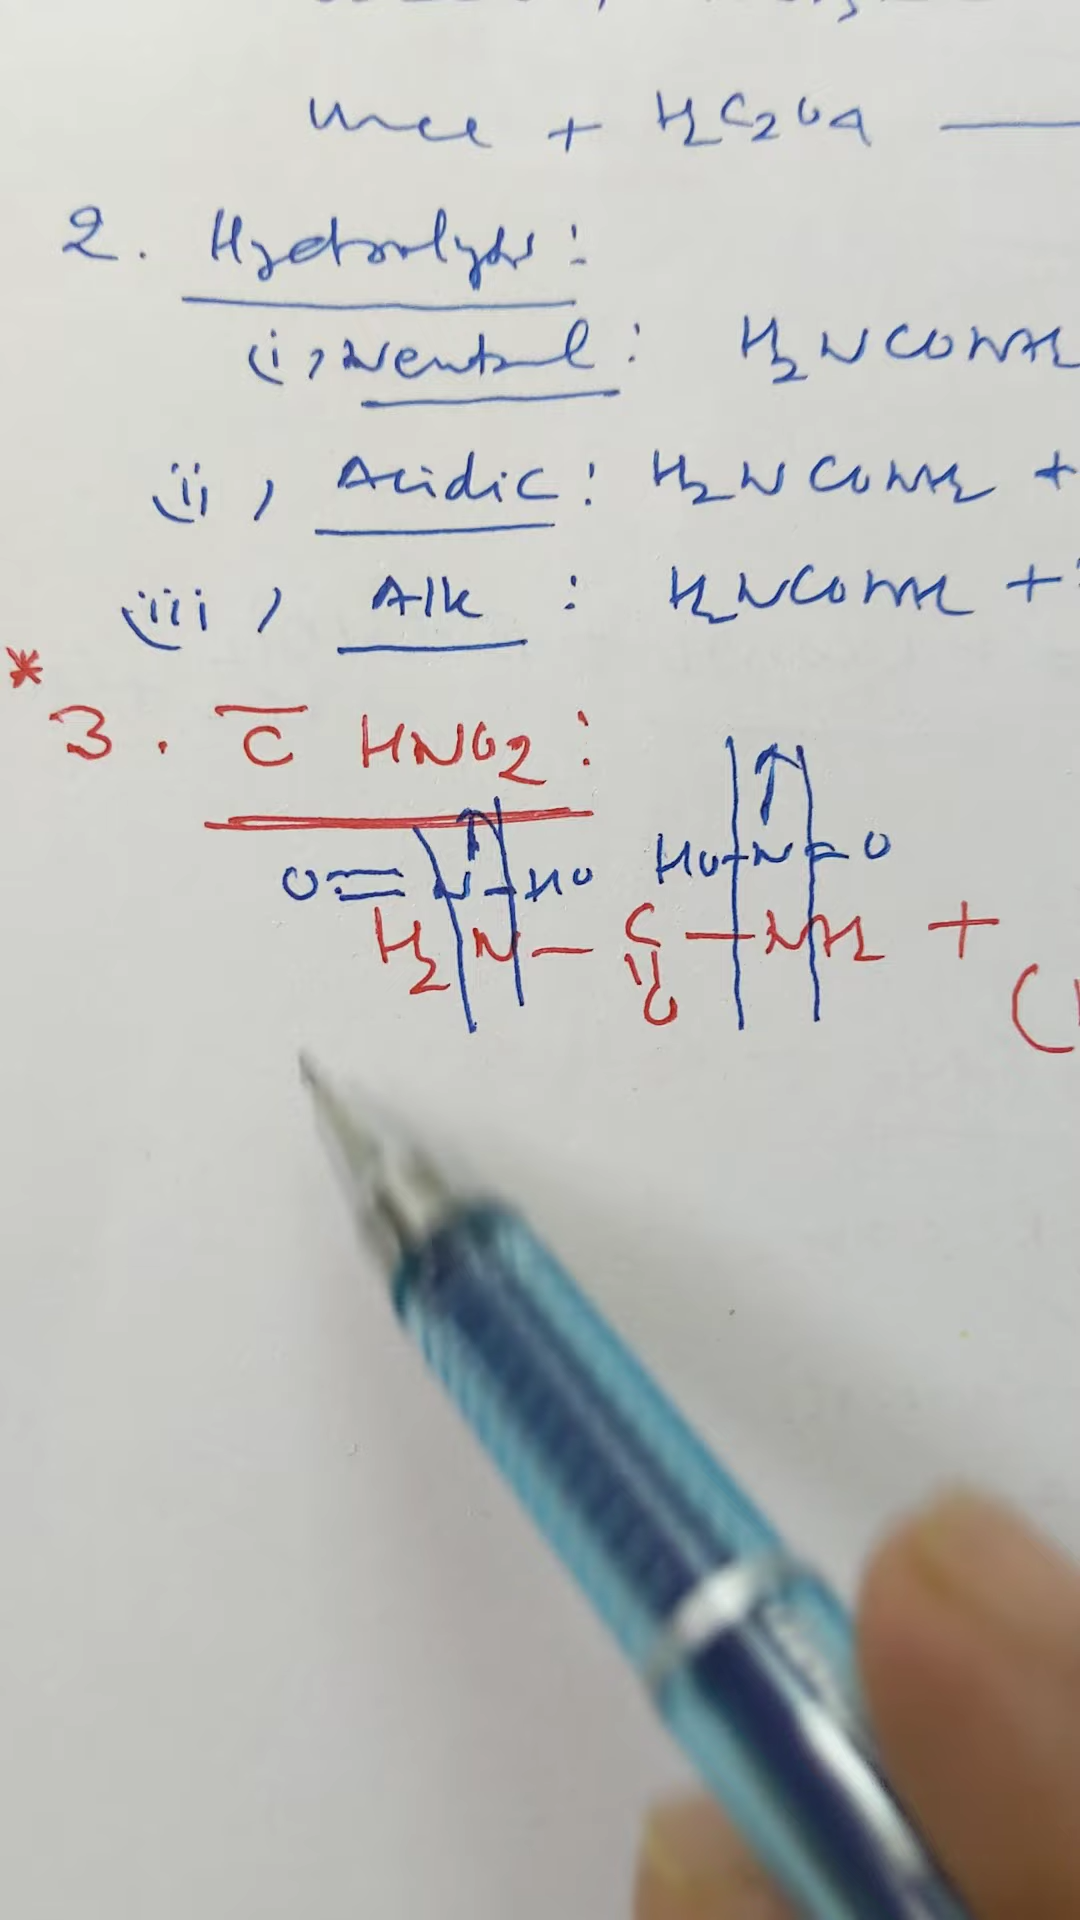 Urea + H2C2O4
2. Hydrolysis:
(i) Neutral: H2NCONH2
(ii) Acidic: H2NCONH2 +
(iii) Alk : H2NCONH2 +
* 3. C̅ HNO2:
O=N-HO HO-N=O
H2N-C-NH2 +
O